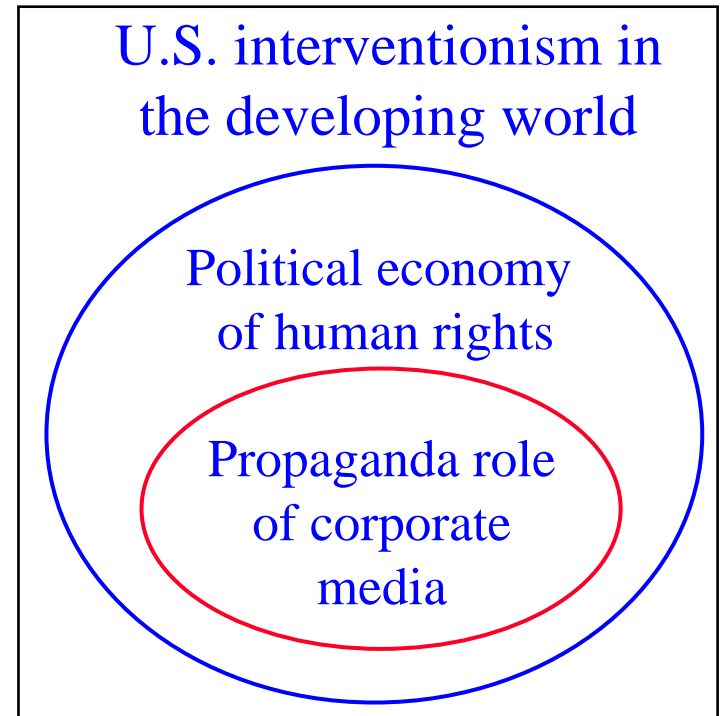 U.S. interventionism in
the developing world
Political economy
of human rights
Propaganda role
of corporate
media